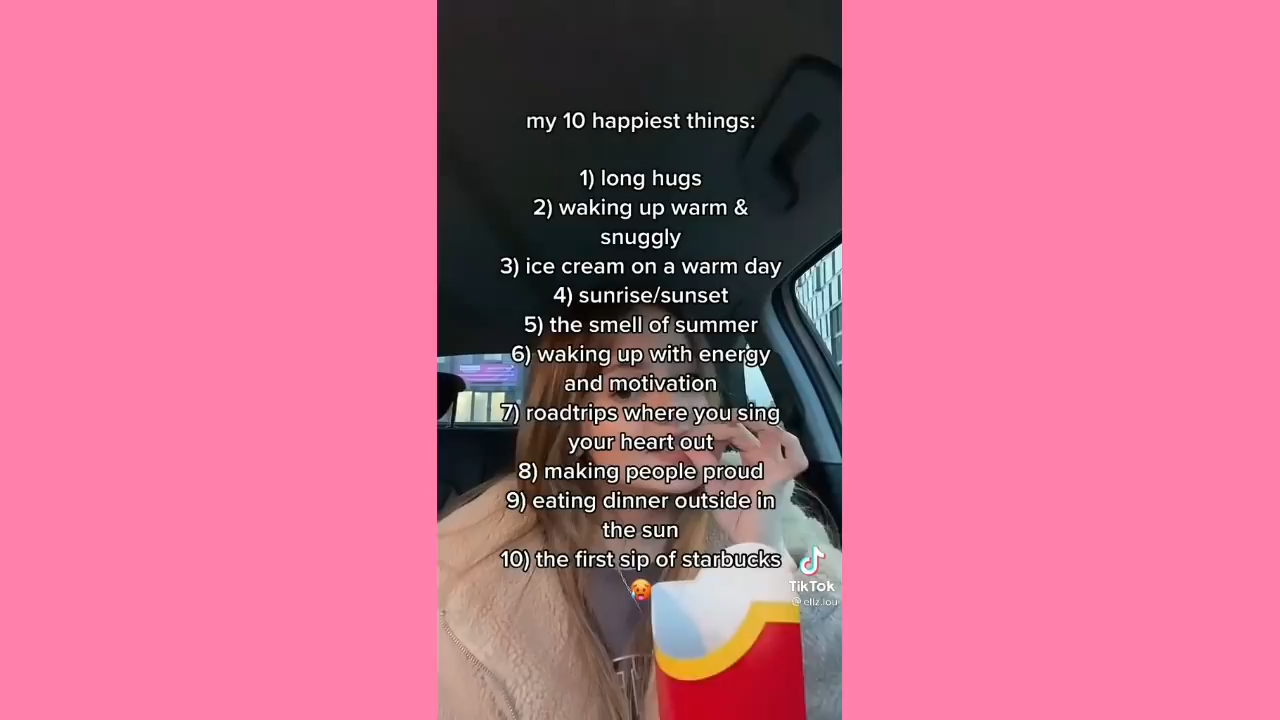 my 10 happiest things:
1) long hugs
2) waking up warm &
snuggly
3) ice cream on a warm day
4) sunrise/sunset
5) the smell of summer
6) waking up with energy
and motivation
7) roadtrips where you sing
your heart out
8) making people proud
9) eating dinner outside in
the sun
10) the first sip of starbucks
🥵
TikTok
@ellz.lou